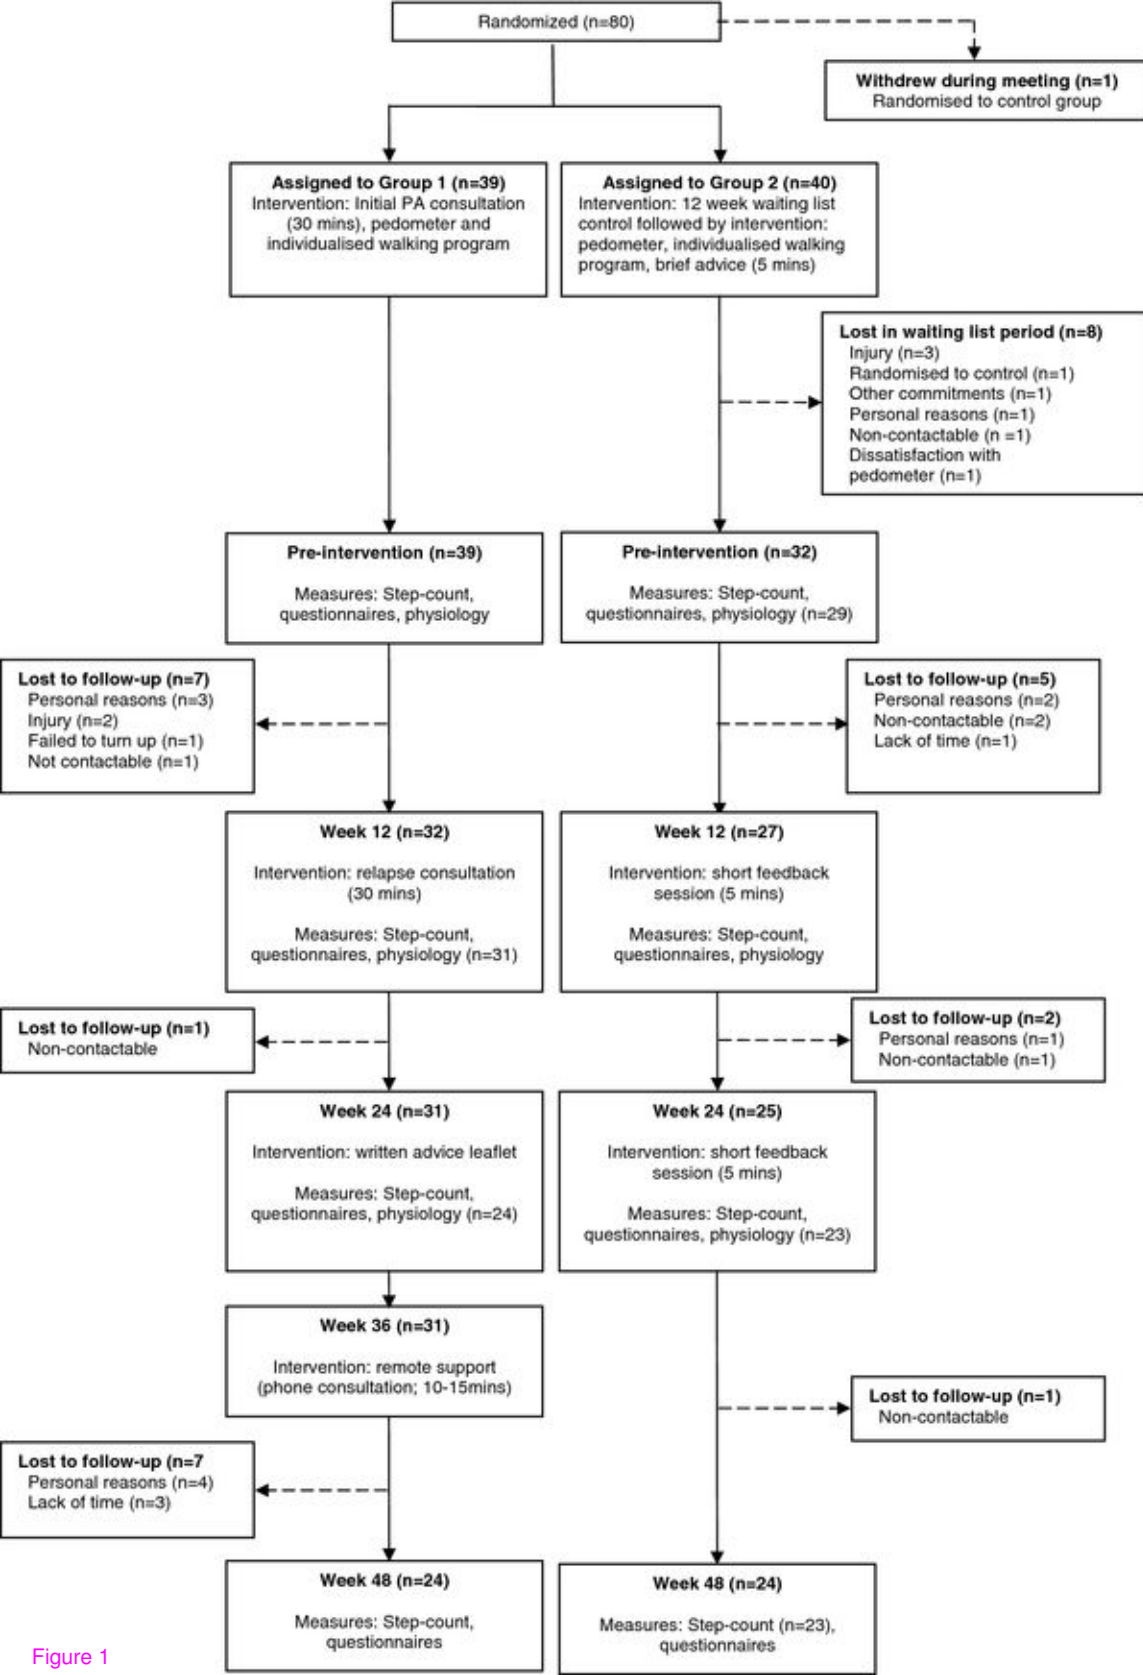 Randomized (n=80)
Withdrew during meeting (n=1)
Randomised to control group
Assigned to Group 1 (n=39)
Intervention: Initial PA consultation
(30 mins), pedometer and
individualised walking program
Assigned to Group 2 (n=40)
Intervention: 12 week waiting list
control followed by intervention:
pedometer, individualised walking
program, brief advice (5 mins)
Lost in waiting list period (n=8)
Injury (n=3)
Randomised to control (n=1)
Other commitments (n=1)
Personal reasons (n=1)
Non-contactable (n =1)
Dissatisfaction with
pedometer (n=1)
Pre-intervention (n=39)
Measures: Step-count,
questionnaires, physiology
Pre-intervention (n=32)
Measures: Step-count,
questionnaires, physiology (n=29)
Lost to follow-up (n=7)
Personal reasons (n=3)
Injury (n=2)
Failed to turn up (n=1)
Not contactable (n=1)
Lost to follow-up (n=5)
Personal reasons (n=2)
Non-contactable (n=2)
Lack of time (n=1)
Week 12 (n=32)
Intervention: relapse consultation
(30 mins)
Measures: Step-count,
questionnaires, physiology (n=31)
Week 12 (n=27)
Intervention: short feedback
session (5 mins)
Measures: Step-count,
questionnaires, physiology
Lost to follow-up (n=1)
Non-contactable
Lost to follow-up (n=2)
Personal reasons (n=1)
Non-contactable (n=1)
Week 24 (n=31)
Intervention: written advice leaflet
Measures: Step-count,
questionnaires, physiology (n=24)
Week 24 (n=25)
Intervention: short feedback
session (5 mins)
Measures: Step-count,
questionnaires, physiology (n=23)
Week 36 (n=31)
Intervention: remote support
(phone consultation; 10-15mins)
Lost to follow-up (n=1)
Non-contactable
Lost to follow-up (n=7
Personal reasons (n=4)
Lack of time (n=3)
Week 48 (n=24)
Measures: Step-count,
questionnaires
Week 48 (n=24)
Measures: Step-count (n=23),
questionnaires
Figure 1